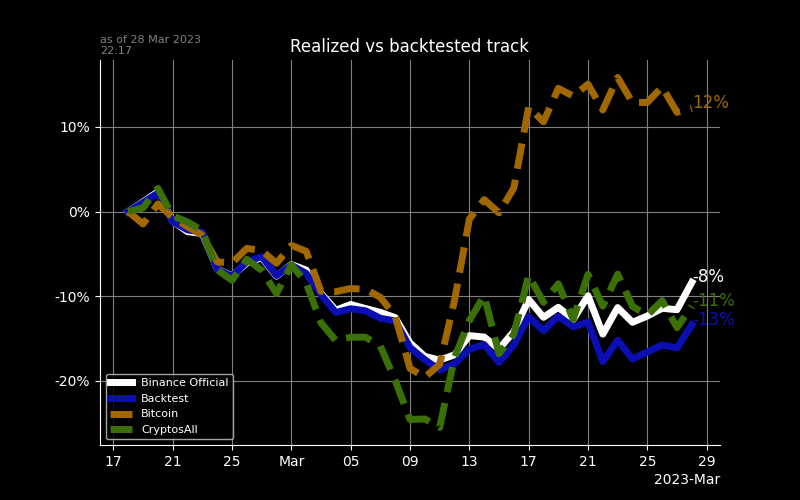 as of 28 Mar 2023
22:17
Realized vs backtested track
10%
0%
-10%
-20%
12%
-8%
-11%
-13%
Binance Official
Backtest
Bitcoin
CryptosAll
17 21 25 Mar 05 09 13 17 21 25 29
2023-Mar